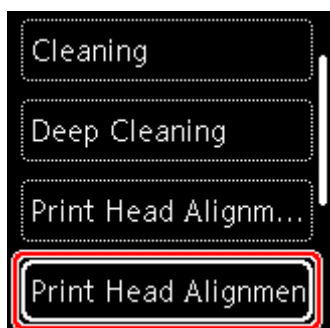 Cleaning
Deep Cleaning
Print Head Alignm...
Print Head Alignmen